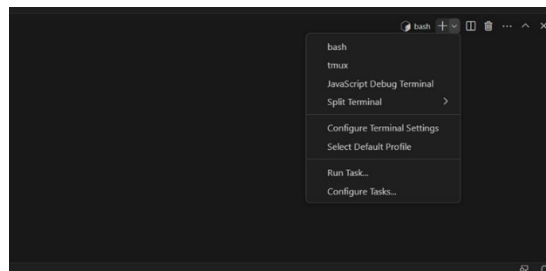 bash
bash
tmux
JavaScript Debug Terminal
Split Terminal
Configure Terminal Settings
Select Default Profile
Run Task...
Configure Tasks...